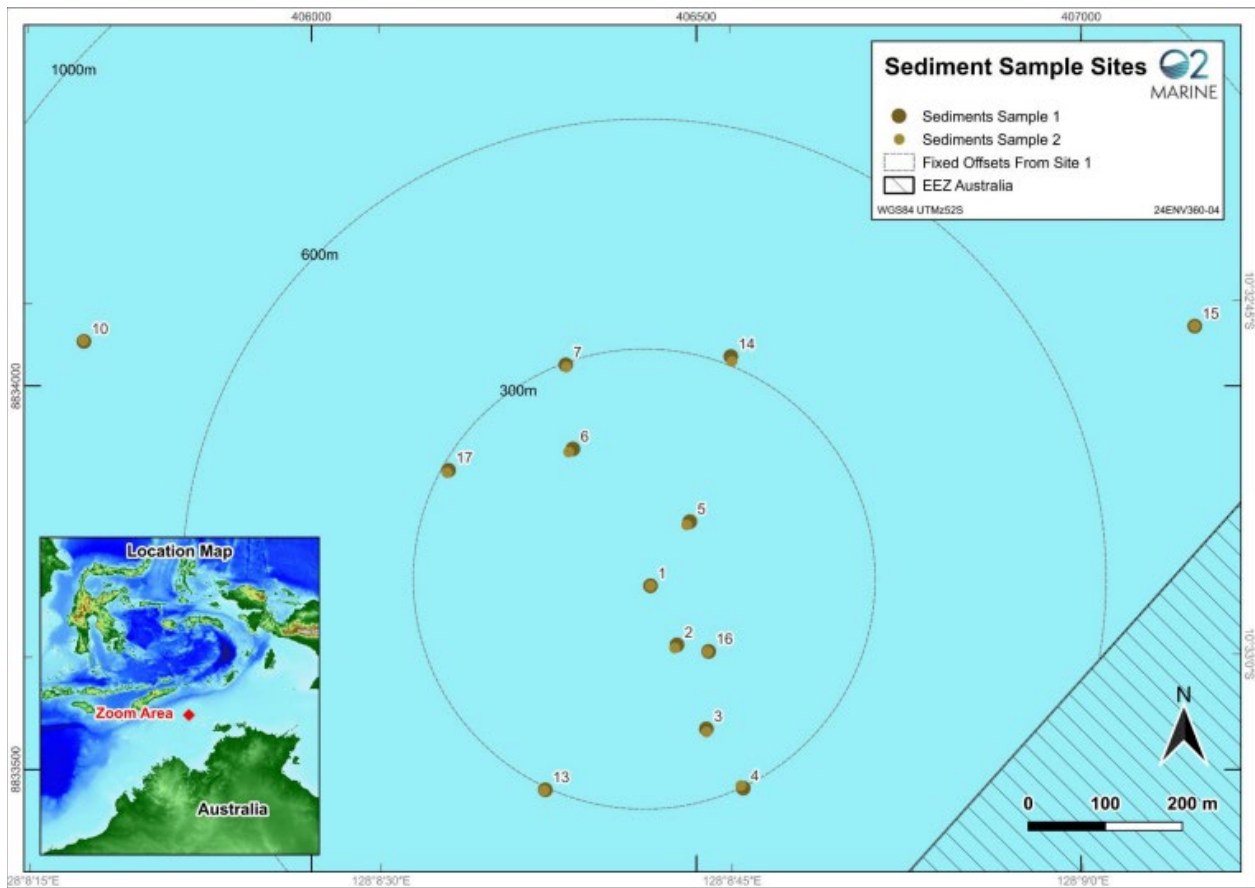 406000
406500
407000
1000m
Sediment Sample Sites
O2
MARINE
Sediments Sample 1
Sediments Sample 2
Fixed Offsets From Site 1
EEZ Australia
WGS84 UTMz52S
24ENV360-04
600m
10°32'45"S
10
15
7
14
8834000
300m
6
17
5
Location Map
1
2
16
10°33'0"S
N
Zoom Area
3
8833500
13
4
Australia
0 100 200 m
28°8'15"E
128°8'30"E
128°8'45"E
128°9'0"E